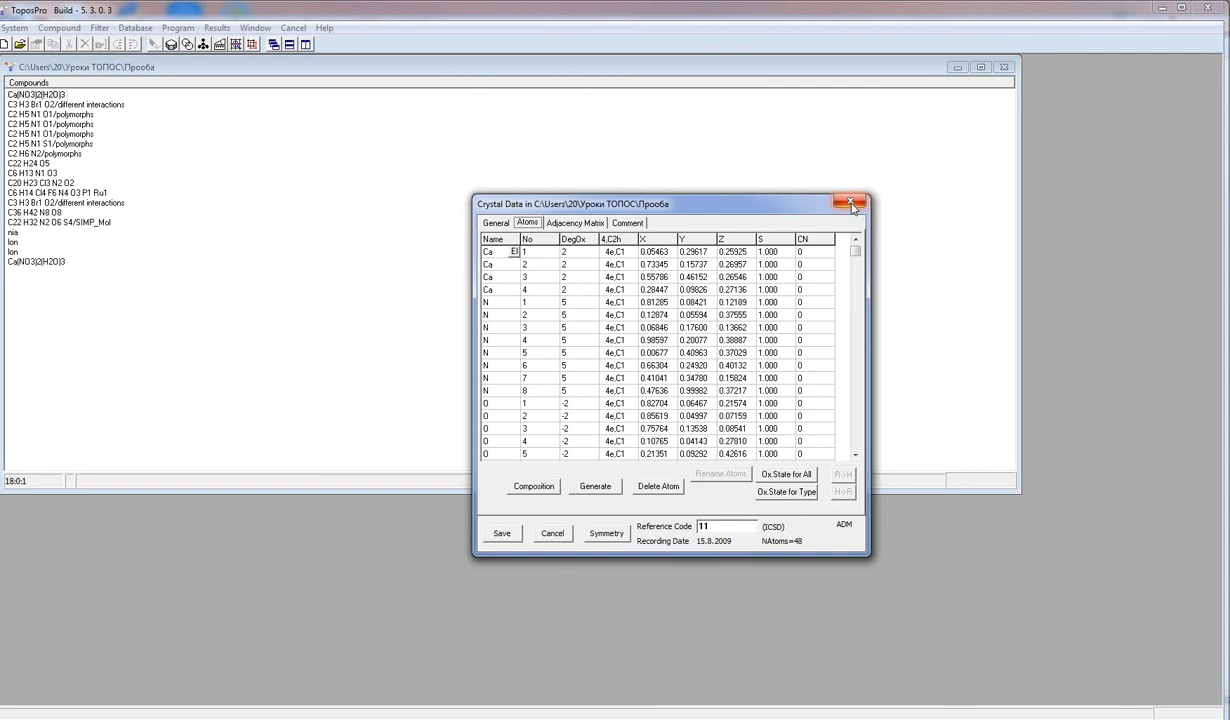 ToposPro Build - 5. 3. 0. 3
System Compound Filter Database Program Results Window Cancel Help
C:\Users\20\Уроки ТОПОС\Прооба
Compounds
Ca(NO3)2(H2O)3
C3 H3 Br1 O2/different interactions
C2 H5 N1 O1/polymorphs
C2 H5 N1 O1/polymorphs
C2 H5 N1 O1/polymorphs
C2 H5 N1 S1/polymorphs
C2 H6 N2/polymorphs
C22 H24 O5
C6 H13 N1 O3
C20 H23 Cl3 N2 O2
C6 H14 Cl4 F6 N4 O3 P1 Ru1
C3 H3 Br1 O2/different interactions
C36 H42 N8 O8
C22 H32 N2 O6 S4/SIMP_Mol
nia
lon
lon
Ca(NO3)2(H2O)3
18:0:1
Crystal Data in C:\Users\20\Уроки ТОПОС\Прооба
General Atoms Adjacency Matrix Comment
Name No DegOx 4,C2h X Y Z S CN
Ca El 1 2 4e,C1 0.05463 0.29617 0.25925 1.000 0
Ca 2 2 4e,C1 0.73345 0.15737 0.26957 1.000 0
Ca 3 2 4e,C1 0.55786 0.46152 0.26546 1.000 0
Ca 4 2 4e,C1 0.28447 0.09826 0.27136 1.000 0
N 1 5 4e,C1 0.81285 0.08421 0.12189 1.000 0
N 2 5 4e,C1 0.12874 0.05594 0.37555 1.000 0
N 3 5 4e,C1 0.06846 0.17600 0.13662 1.000 0
N 4 5 4e,C1 0.98597 0.20077 0.38887 1.000 0
N 5 5 4e,C1 0.00677 0.40963 0.37029 1.000 0
N 6 5 4e,C1 0.66304 0.24920 0.40132 1.000 0
N 7 5 4e,C1 0.41041 0.34780 0.15824 1.000 0
N 8 5 4e,C1 0.47636 0.99982 0.37217 1.000 0
O 1 -2 4e,C1 0.82704 0.06467 0.21574 1.000 0
O 2 -2 4e,C1 0.85619 0.04997 0.07159 1.000 0
O 3 -2 4e,C1 0.75764 0.13538 0.08541 1.000 0
O 4 -2 4e,C1 0.10765 0.04143 0.27810 1.000 0
O 5 -2 4e,C1 0.21351 0.09292 0.42616 1.000 0
Rename Atoms Ox.State for All R->H
Composition Generate Delete Atom Ox.State for Type H->R
Save Cancel Symmetry Reference Code 11 (ICSD) ADM
Recording Date 15.8.2009 NAtoms=48